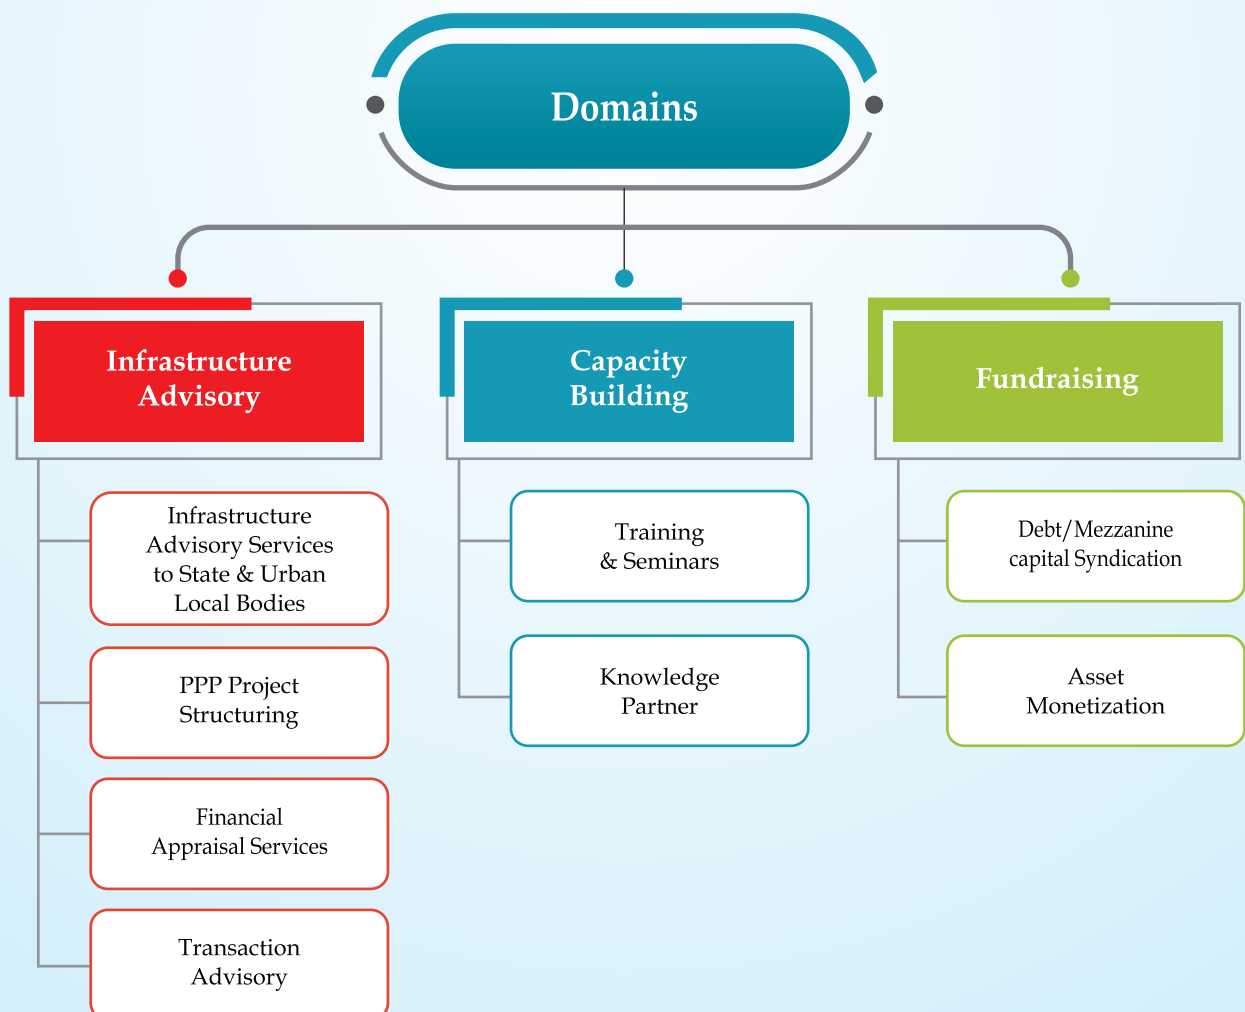 Domains
Infrastructure
Advisory
Infrastructure
Advisory Services
to State & Urban
Local Bodies
PPP Project
Structuring
Financial
Appraisal Services
Transaction
Advisory
Capacity
Building
Training
& Seminars
Knowledge
Partner
Fundraising
Debt/Mezzanine
capital Syndication
Asset
Monetization